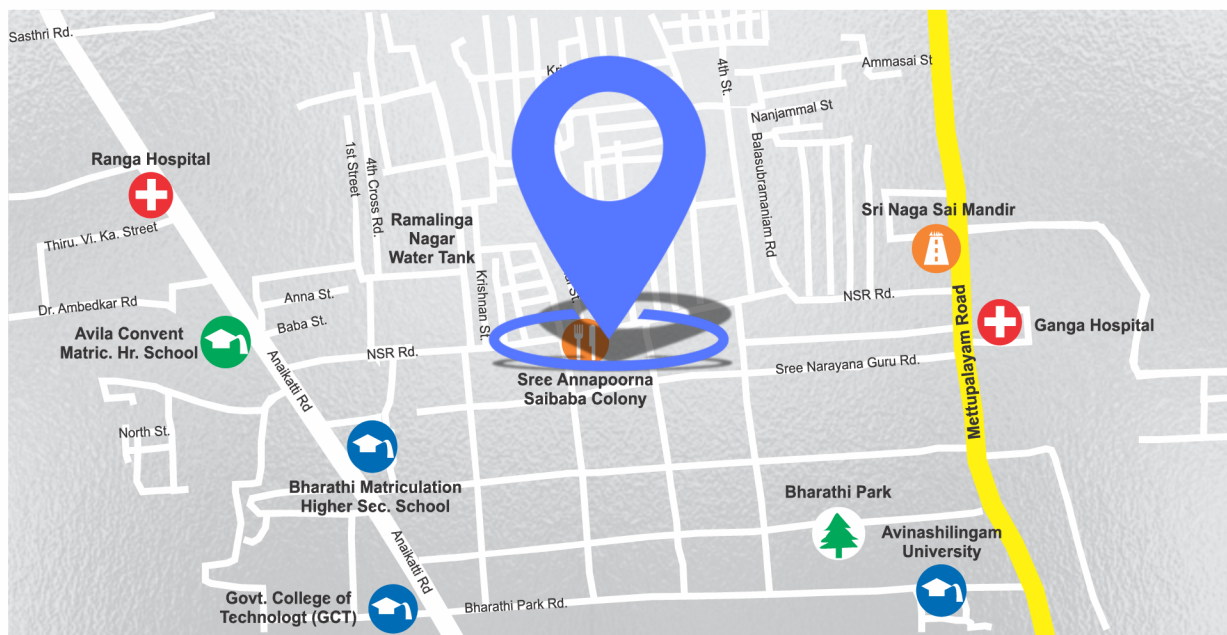 Sasthri Rd.
Kri
4th St.
Ammasai St
Nanjammal St
Balasubramaniam Rd
Ranga Hospital
1st Street
4th Cross Rd.
Thiru. Vi. Ka. Street
Ramalinga
Nagar
Water Tank
Sri Naga Sai Mandir
Dr. Ambedkar Rd
Anna St.
Baba St.
Krishnan St.
St.
NSR Rd.
Mettupalayam Road
Ganga Hospital
Avila Convent
Matric. Hr. School
Anaikatti Rd
NSR Rd.
Sree Narayana Guru Rd.
Sree Annapoorna
Saibaba Colony
North St.
Bharathi Matriculation
Higher Sec. School
Bharathi Park
Avinashilingam
University
Anaikatti Rd
Govt. College of
Technologt (GCT)
Bharathi Park Rd.